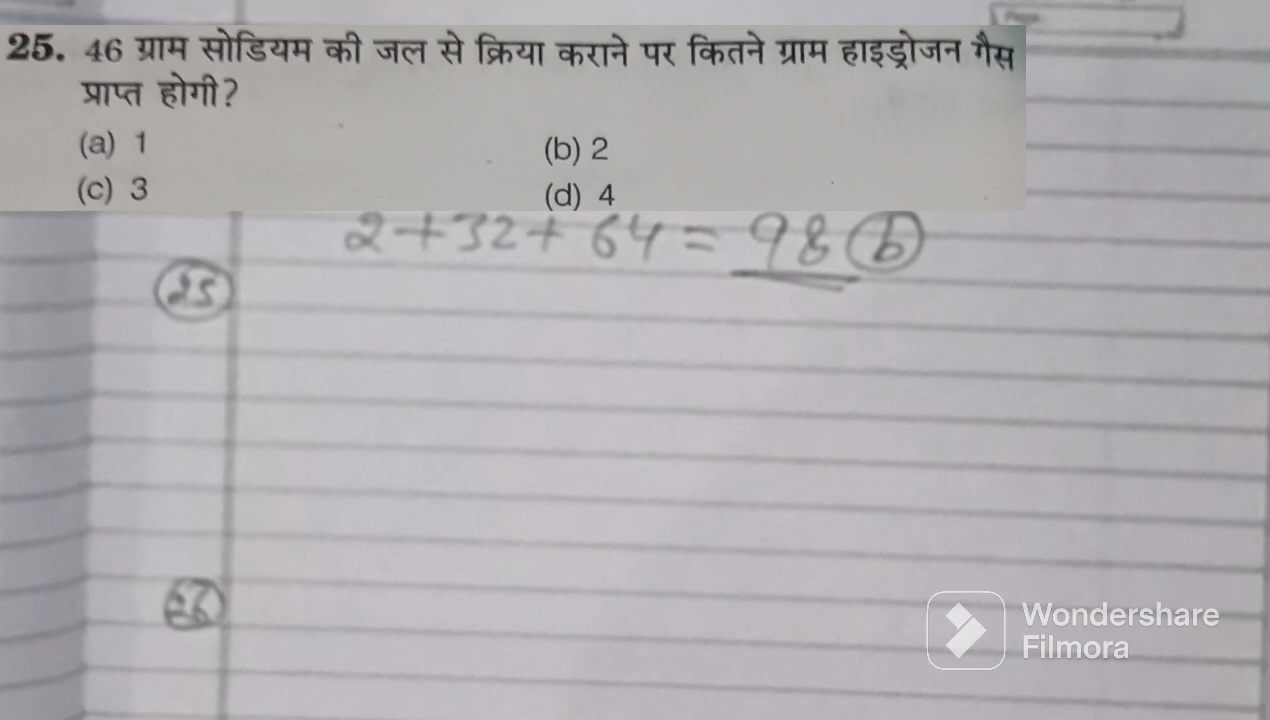 25. 46 ग्राम सोडियम की जल से क्रिया कराने पर कितने ग्राम हाइड्रोजन गैस
प्राप्त होगी?
(a) 1
(b) 2
(c) 3
(d) 4
2+32+64=98 (b)
25
26
Wondershare
Filmora